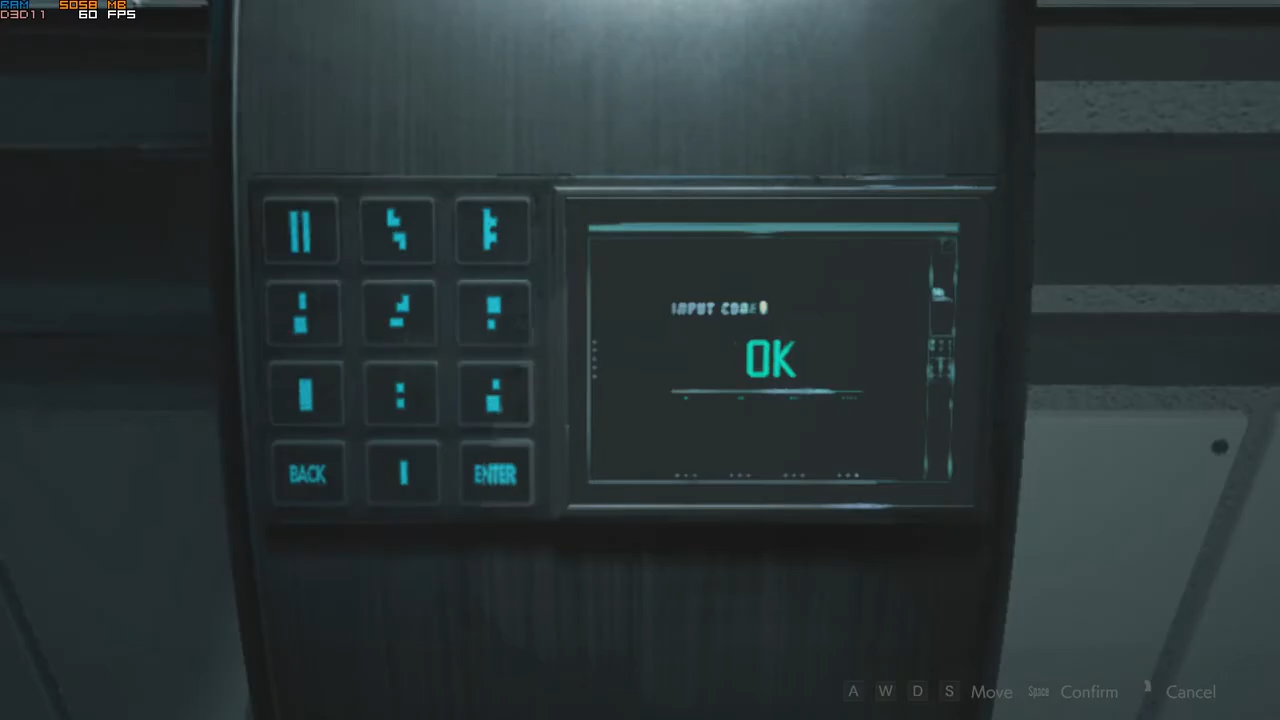 RAM 5058 MB
D3D11 60 FPS
INPUT CODE
OK
BACK
ENTER
A W D S Move Space Confirm Cancel